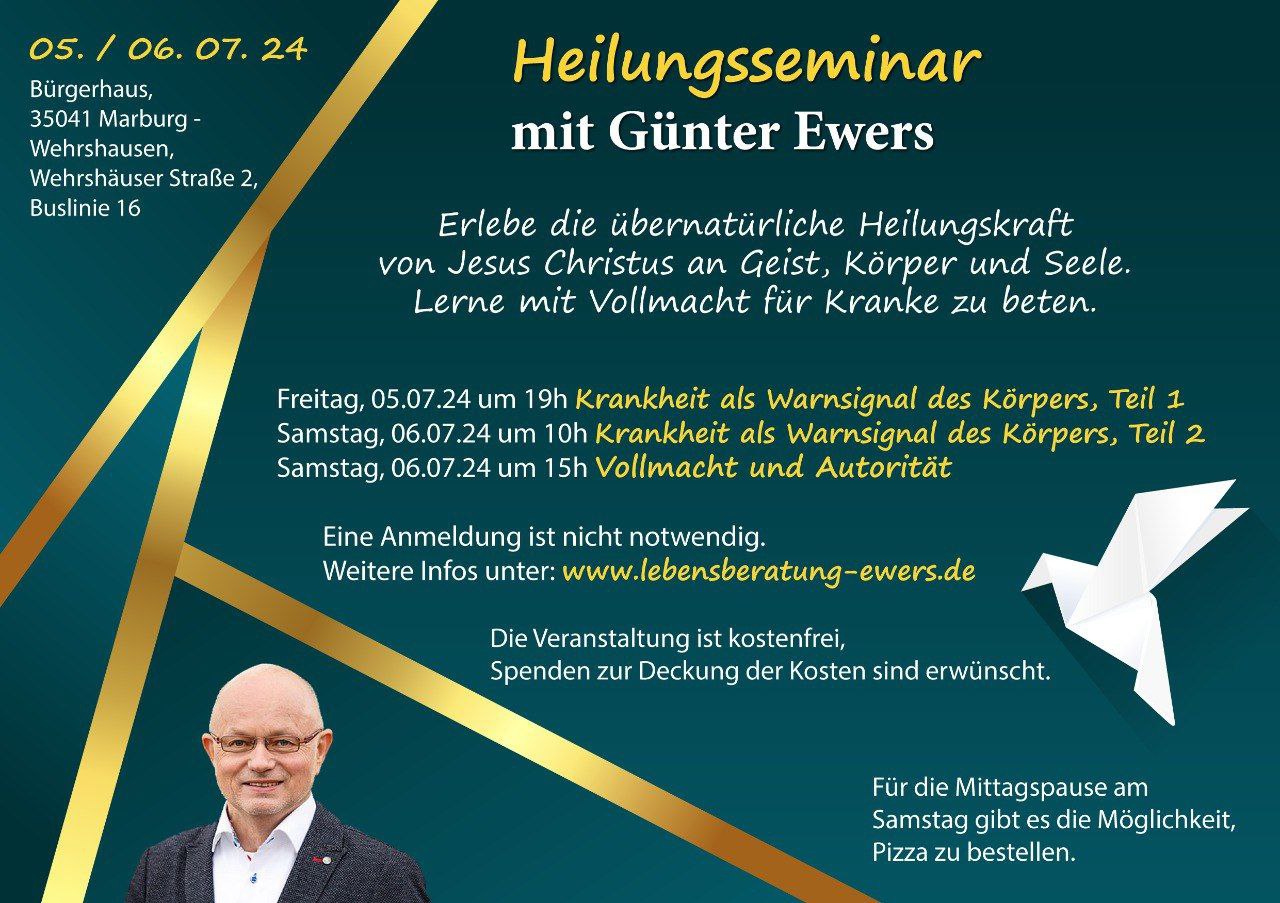 05. / 06. 07. 24
Bürgerhaus,
35041 Marburg -
Wehrshausen,
Wehrshäuser Straße 2,
Buslinie 16
Heilungsseminar
mit Günter Ewers
Erlebe die übernatürliche Heilungskraft
von Jesus Christus an Geist, Körper und Seele.
Lerne mit Vollmacht für Kranke zu beten.
Freitag, 05.07.24 um 19h Krankheit als Warnsignal des Körpers, Teil 1
Samstag, 06.07.24 um 10h Krankheit als Warnsignal des Körpers, Teil 2
Samstag, 06.07.24 um 15h Vollmacht und Autorität
Eine Anmeldung ist nicht notwendig.
Weitere Infos unter: www.lebensberatung-ewers.de
Die Veranstaltung ist kostenfrei,
Spenden zur Deckung der Kosten sind erwünscht.
Für die Mittagspause am
Samstag gibt es die Möglichkeit,
Pizza zu bestellen.